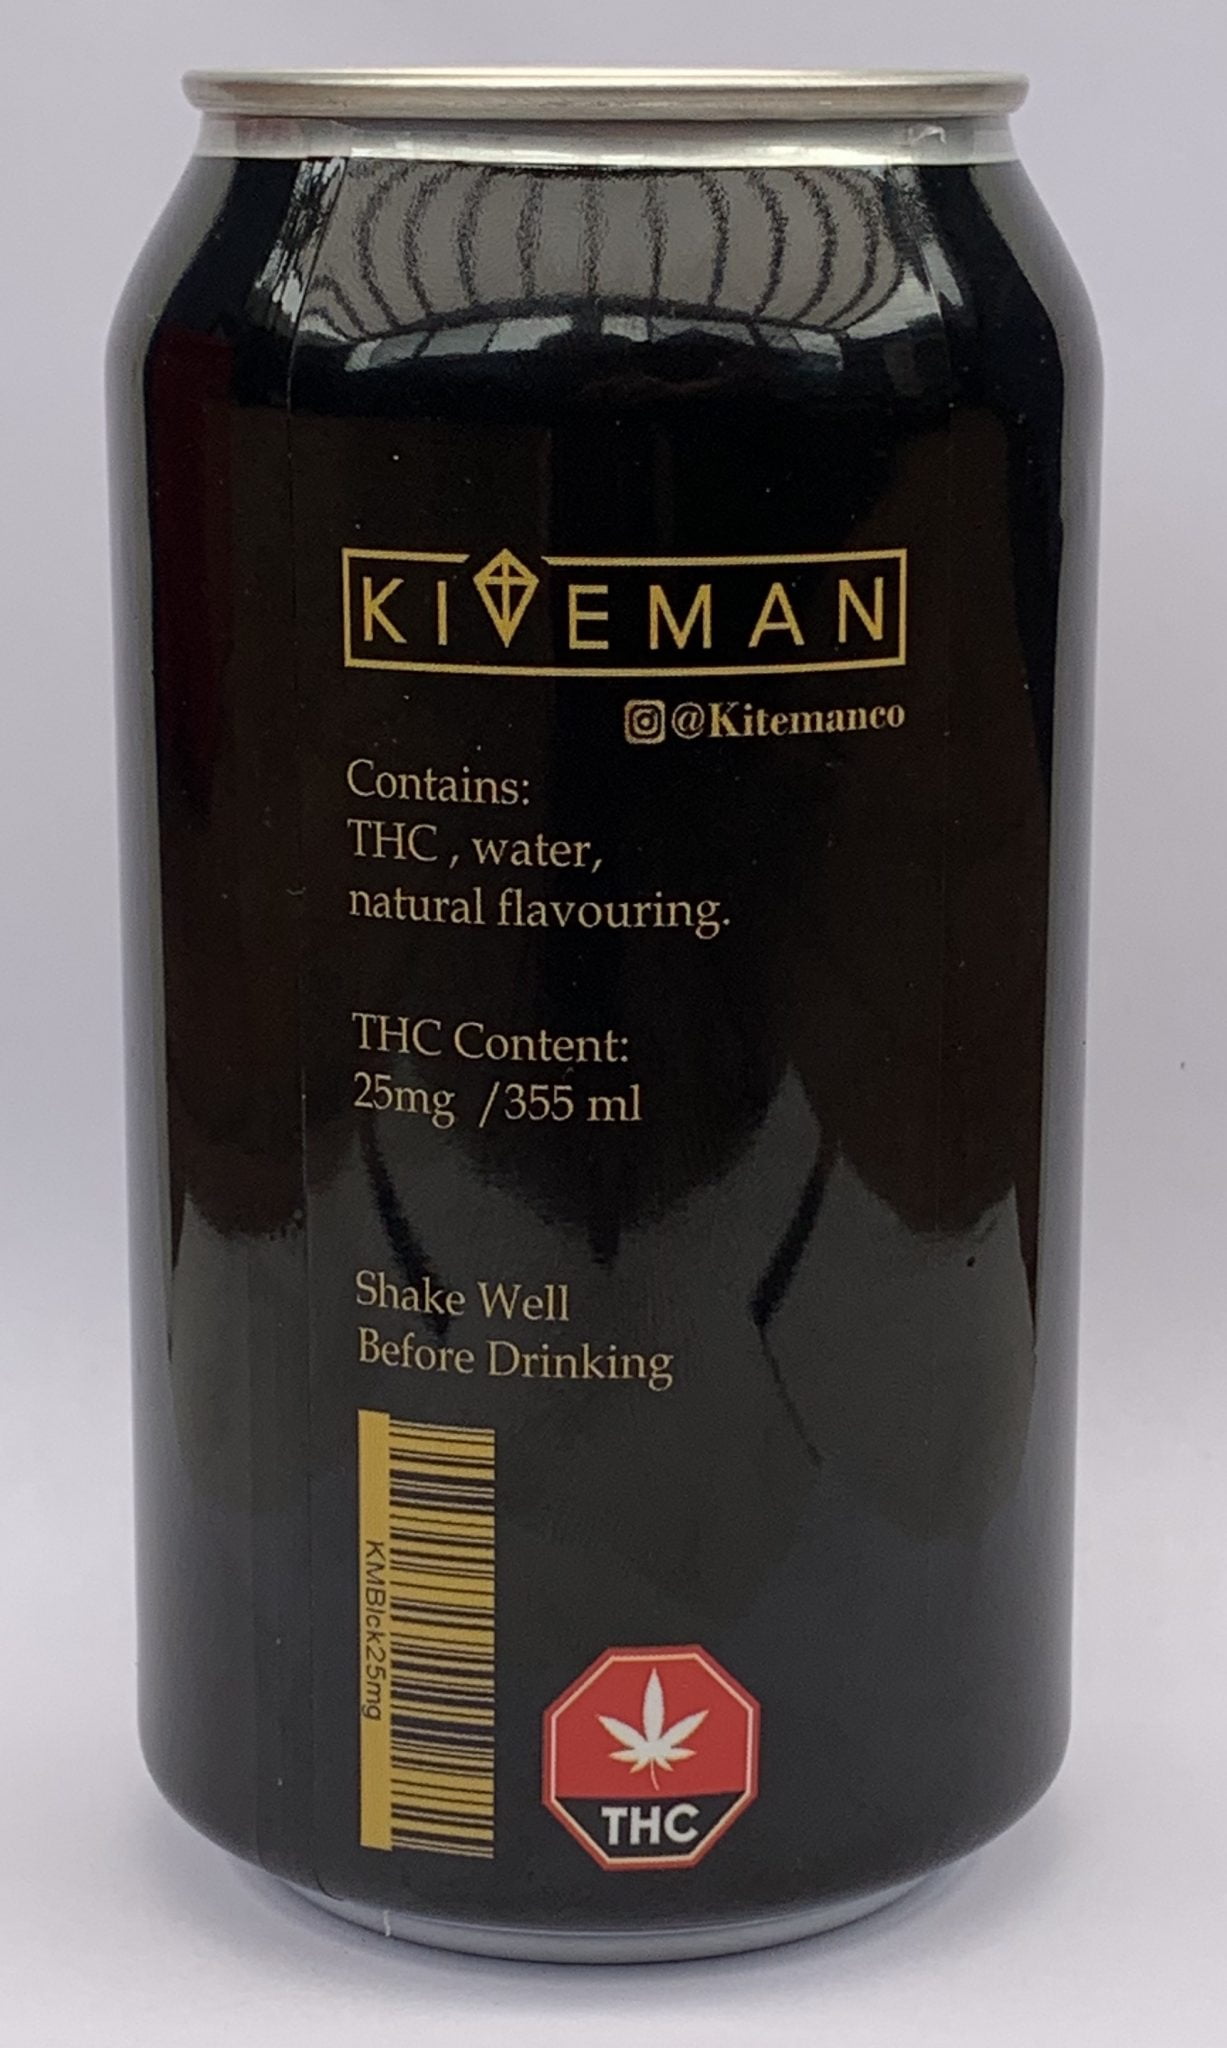 KITEMAN
@Kitemanco
Contains:
THC , water,
natural flavouring.
THC Content:
25mg /355 ml
Shake Well
Before Drinking
KMBlck25mg
THC